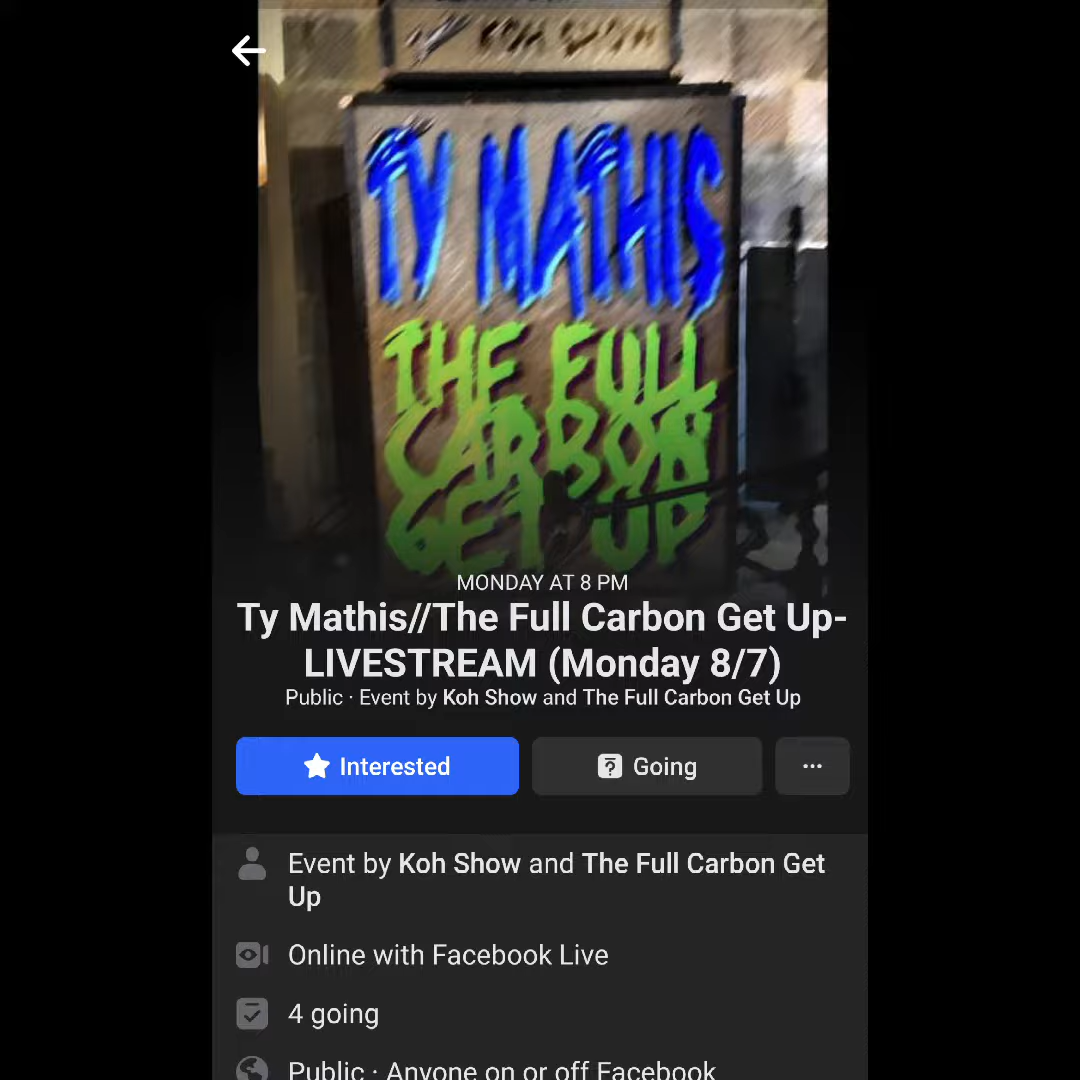 KOH SHOW
TY MATHIS
THE FULL
CARBON
GET UP
MONDAY AT 8 PM
Ty Mathis//The Full Carbon Get Up-
LIVESTREAM (Monday 8/7)
Public · Event by Koh Show and The Full Carbon Get Up
Interested
Going
Event by Koh Show and The Full Carbon Get
Up
Online with Facebook Live
4 going
Public · Anyone on or off Facebook